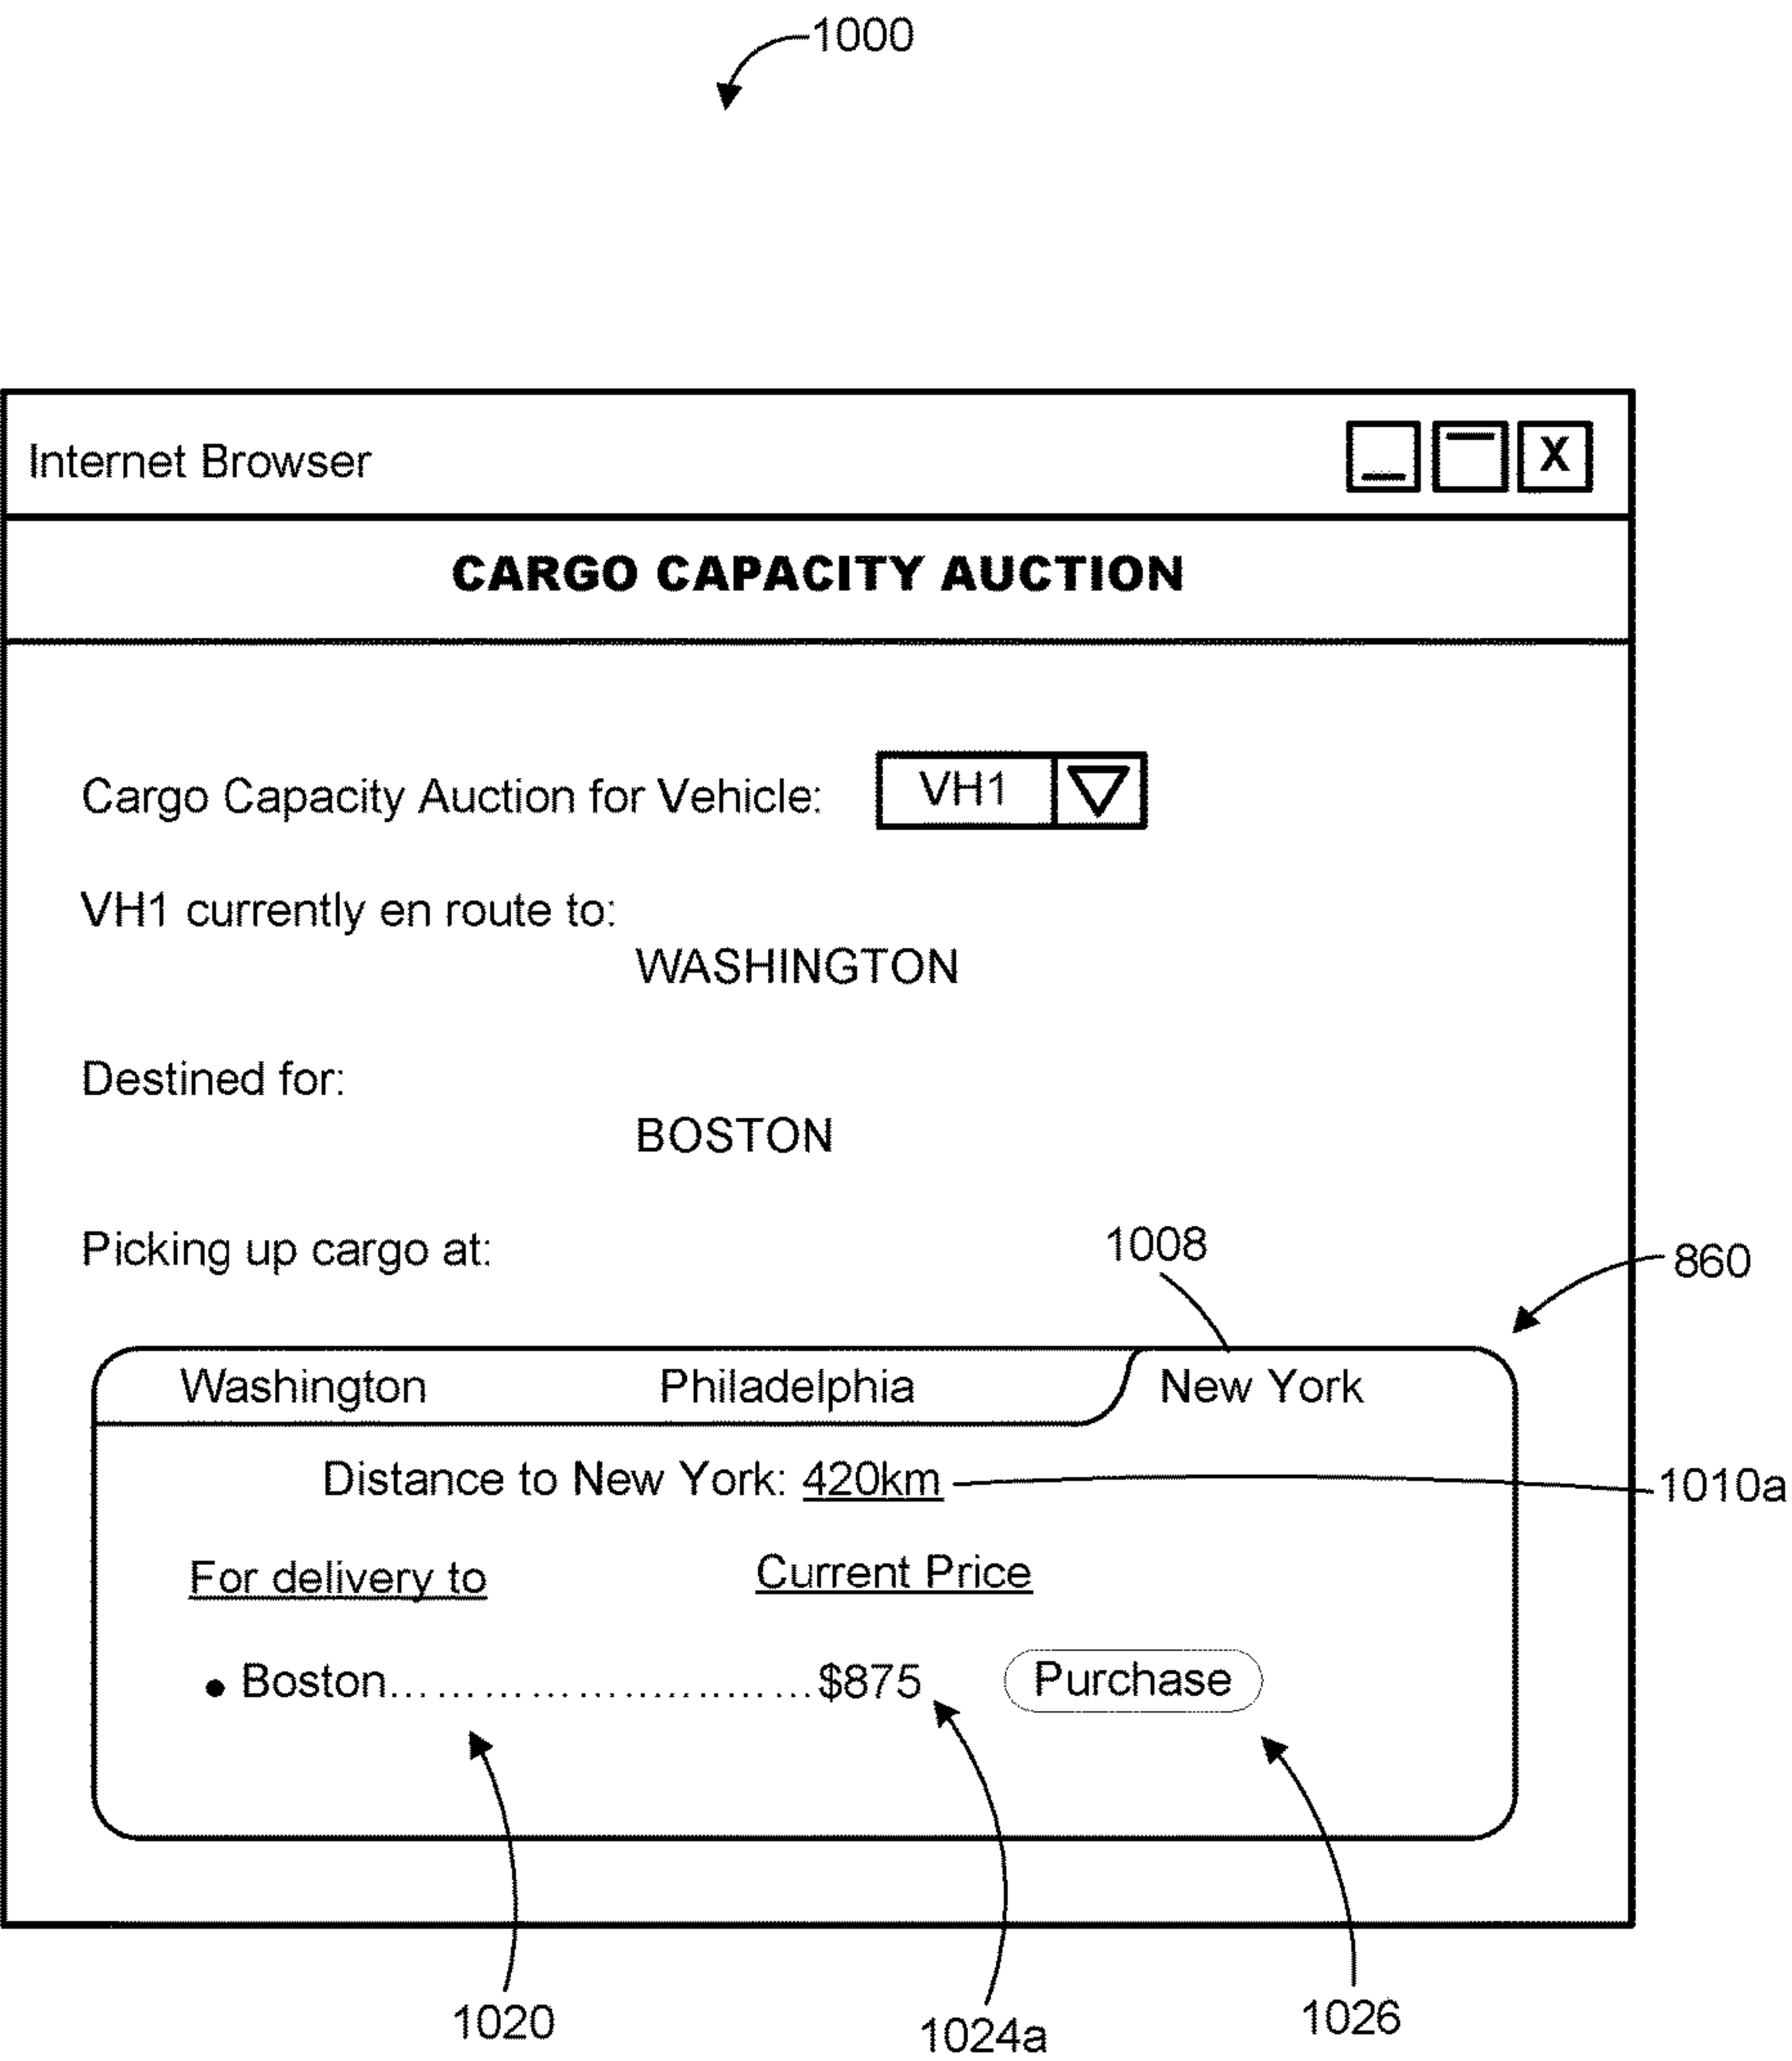 1000
Internet Browser X
CARGO CAPACITY AUCTION
Cargo Capacity Auction for Vehicle: VH1
VH1 currently en route to:
WASHINGTON
Destined for:
BOSTON
Picking up cargo at:
1008
860
Washington Philadelphia New York
Distance to New York: 420km
1010a
For delivery to Current Price
• Boston.............................$875 Purchase
1020
1024a
1026